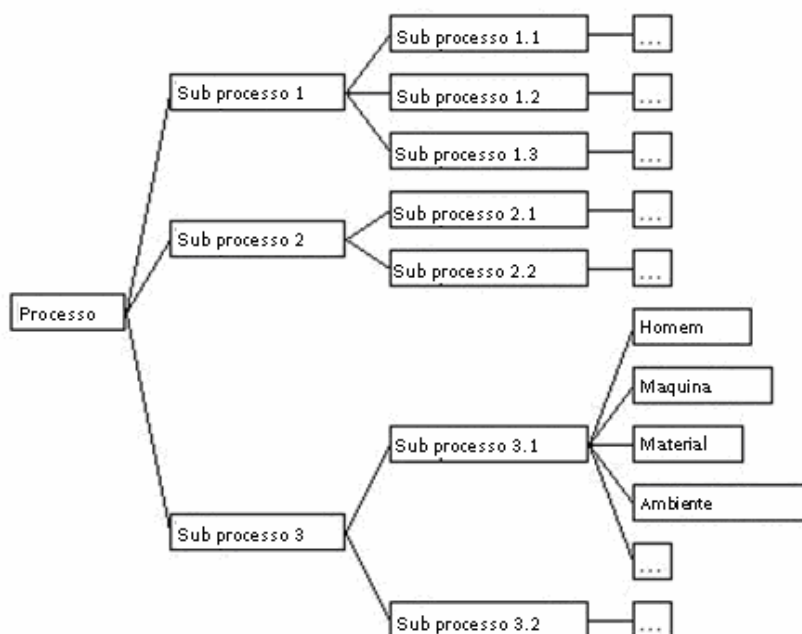 Sub processo 1.1
...
Sub processo 1
Sub processo 1.2
...
Sub processo 1.3
...
Sub processo 2.1
...
Sub processo 2
Sub processo 2.2
...
Processo
Homem
Maquina
Sub processo 3.1
Material
Ambiente
Sub processo 3
...
Sub processo 3.2
...